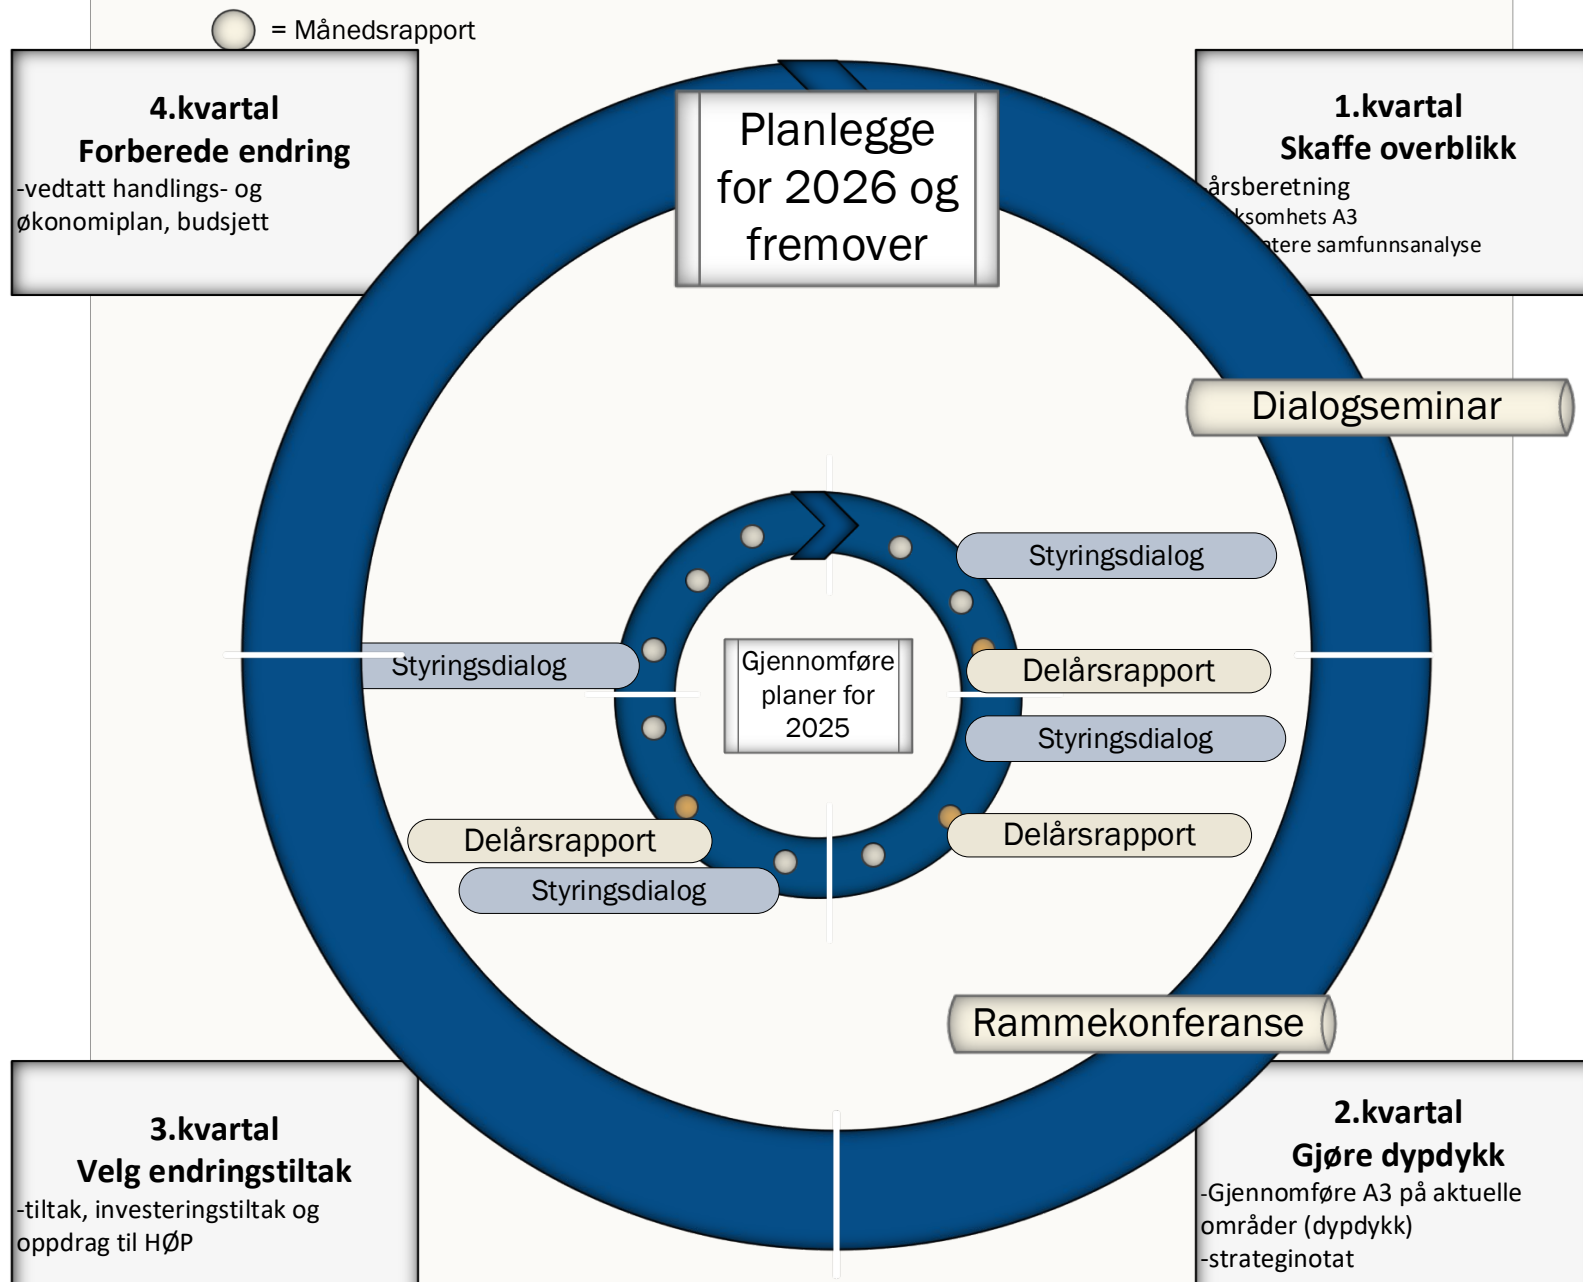 = Månedsrapport
4.kvartal
Forberede endring
-vedtatt handlings- og
økonomiplan, budsjett
Planlegge
for 2026 og
fremover
1.kvartal
Skaffe overblikk
årsberetning
A3
samfunnsanalyse
Dialogseminar
Styringsdialog
Styringsdialog
Gjennomføre
planer for
2025
Delårsrapport
Styringsdialog
Delårsrapport
Delårsrapport
Styringsdialog
Rammekonferanse
3.kvartal
Velg endringstiltak
-tiltak, investeringstiltak og
oppdrag til HØP
2.kvartal
Gjøre dypdykk
-Gjennomføre A3 på aktuelle
områder (dypdykk)
-strateginotat